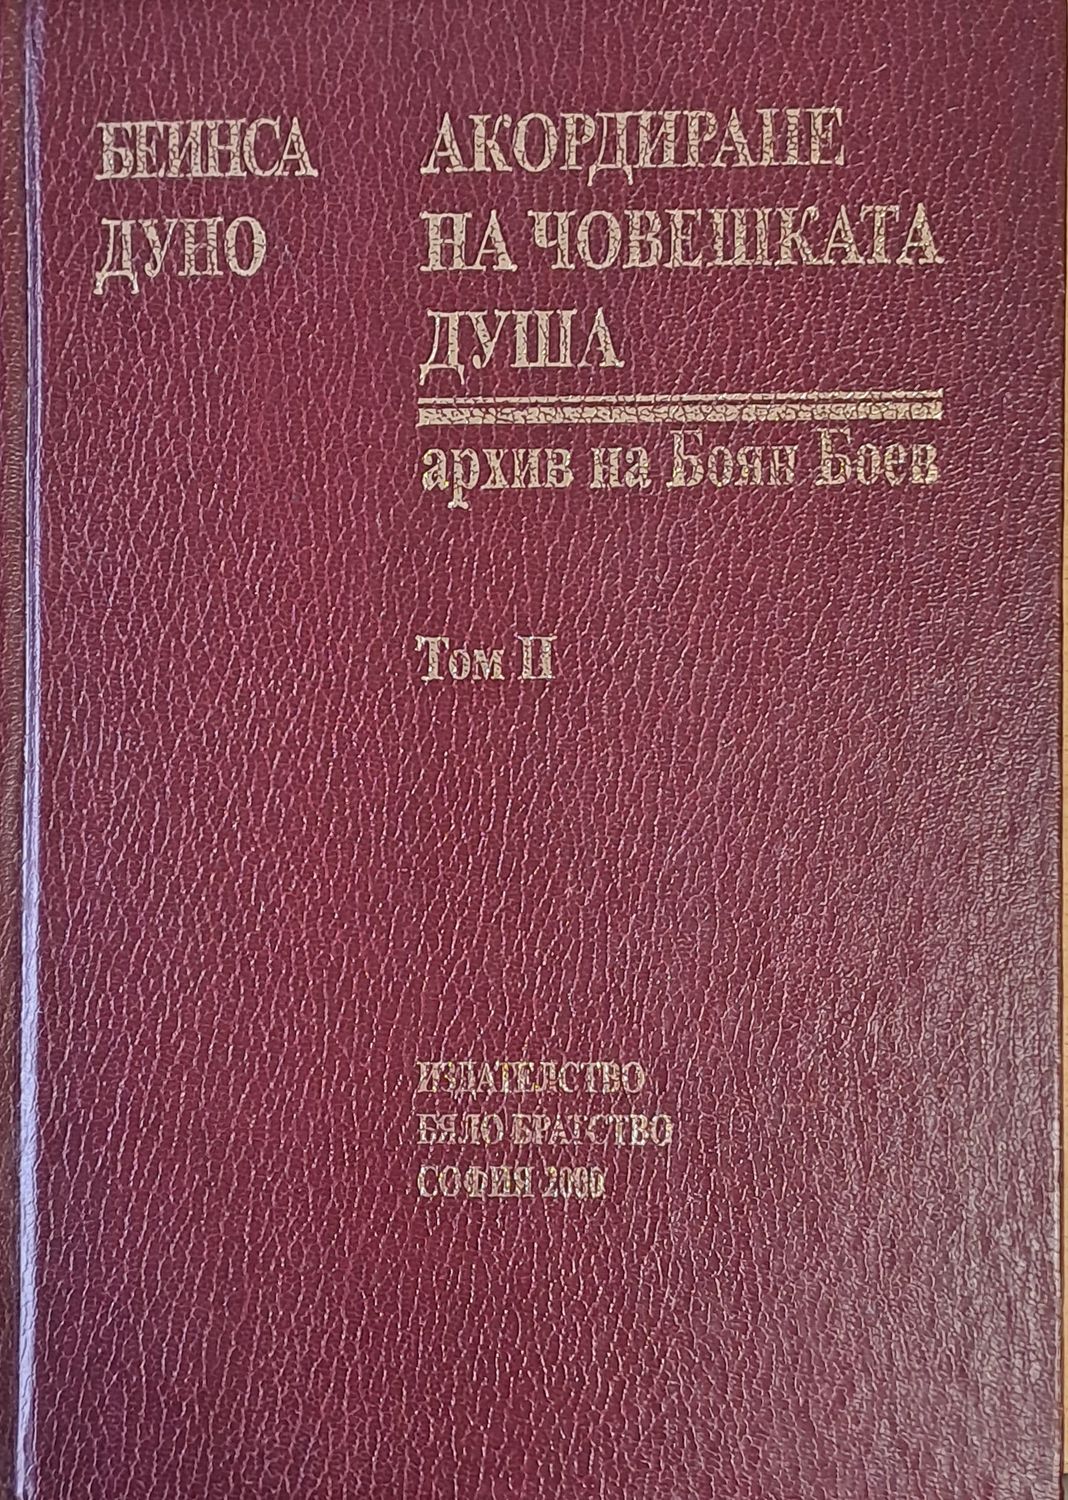 БЕИНСА
ДУНО
АКОРДИРАНЕ
НА ЧОВЕШКАТА
ДУША
архив на Боян Боев
Том II
ИЗДАТЕЛСТВО
БЯЛО БРАТСТВО
СОФИЯ 2000